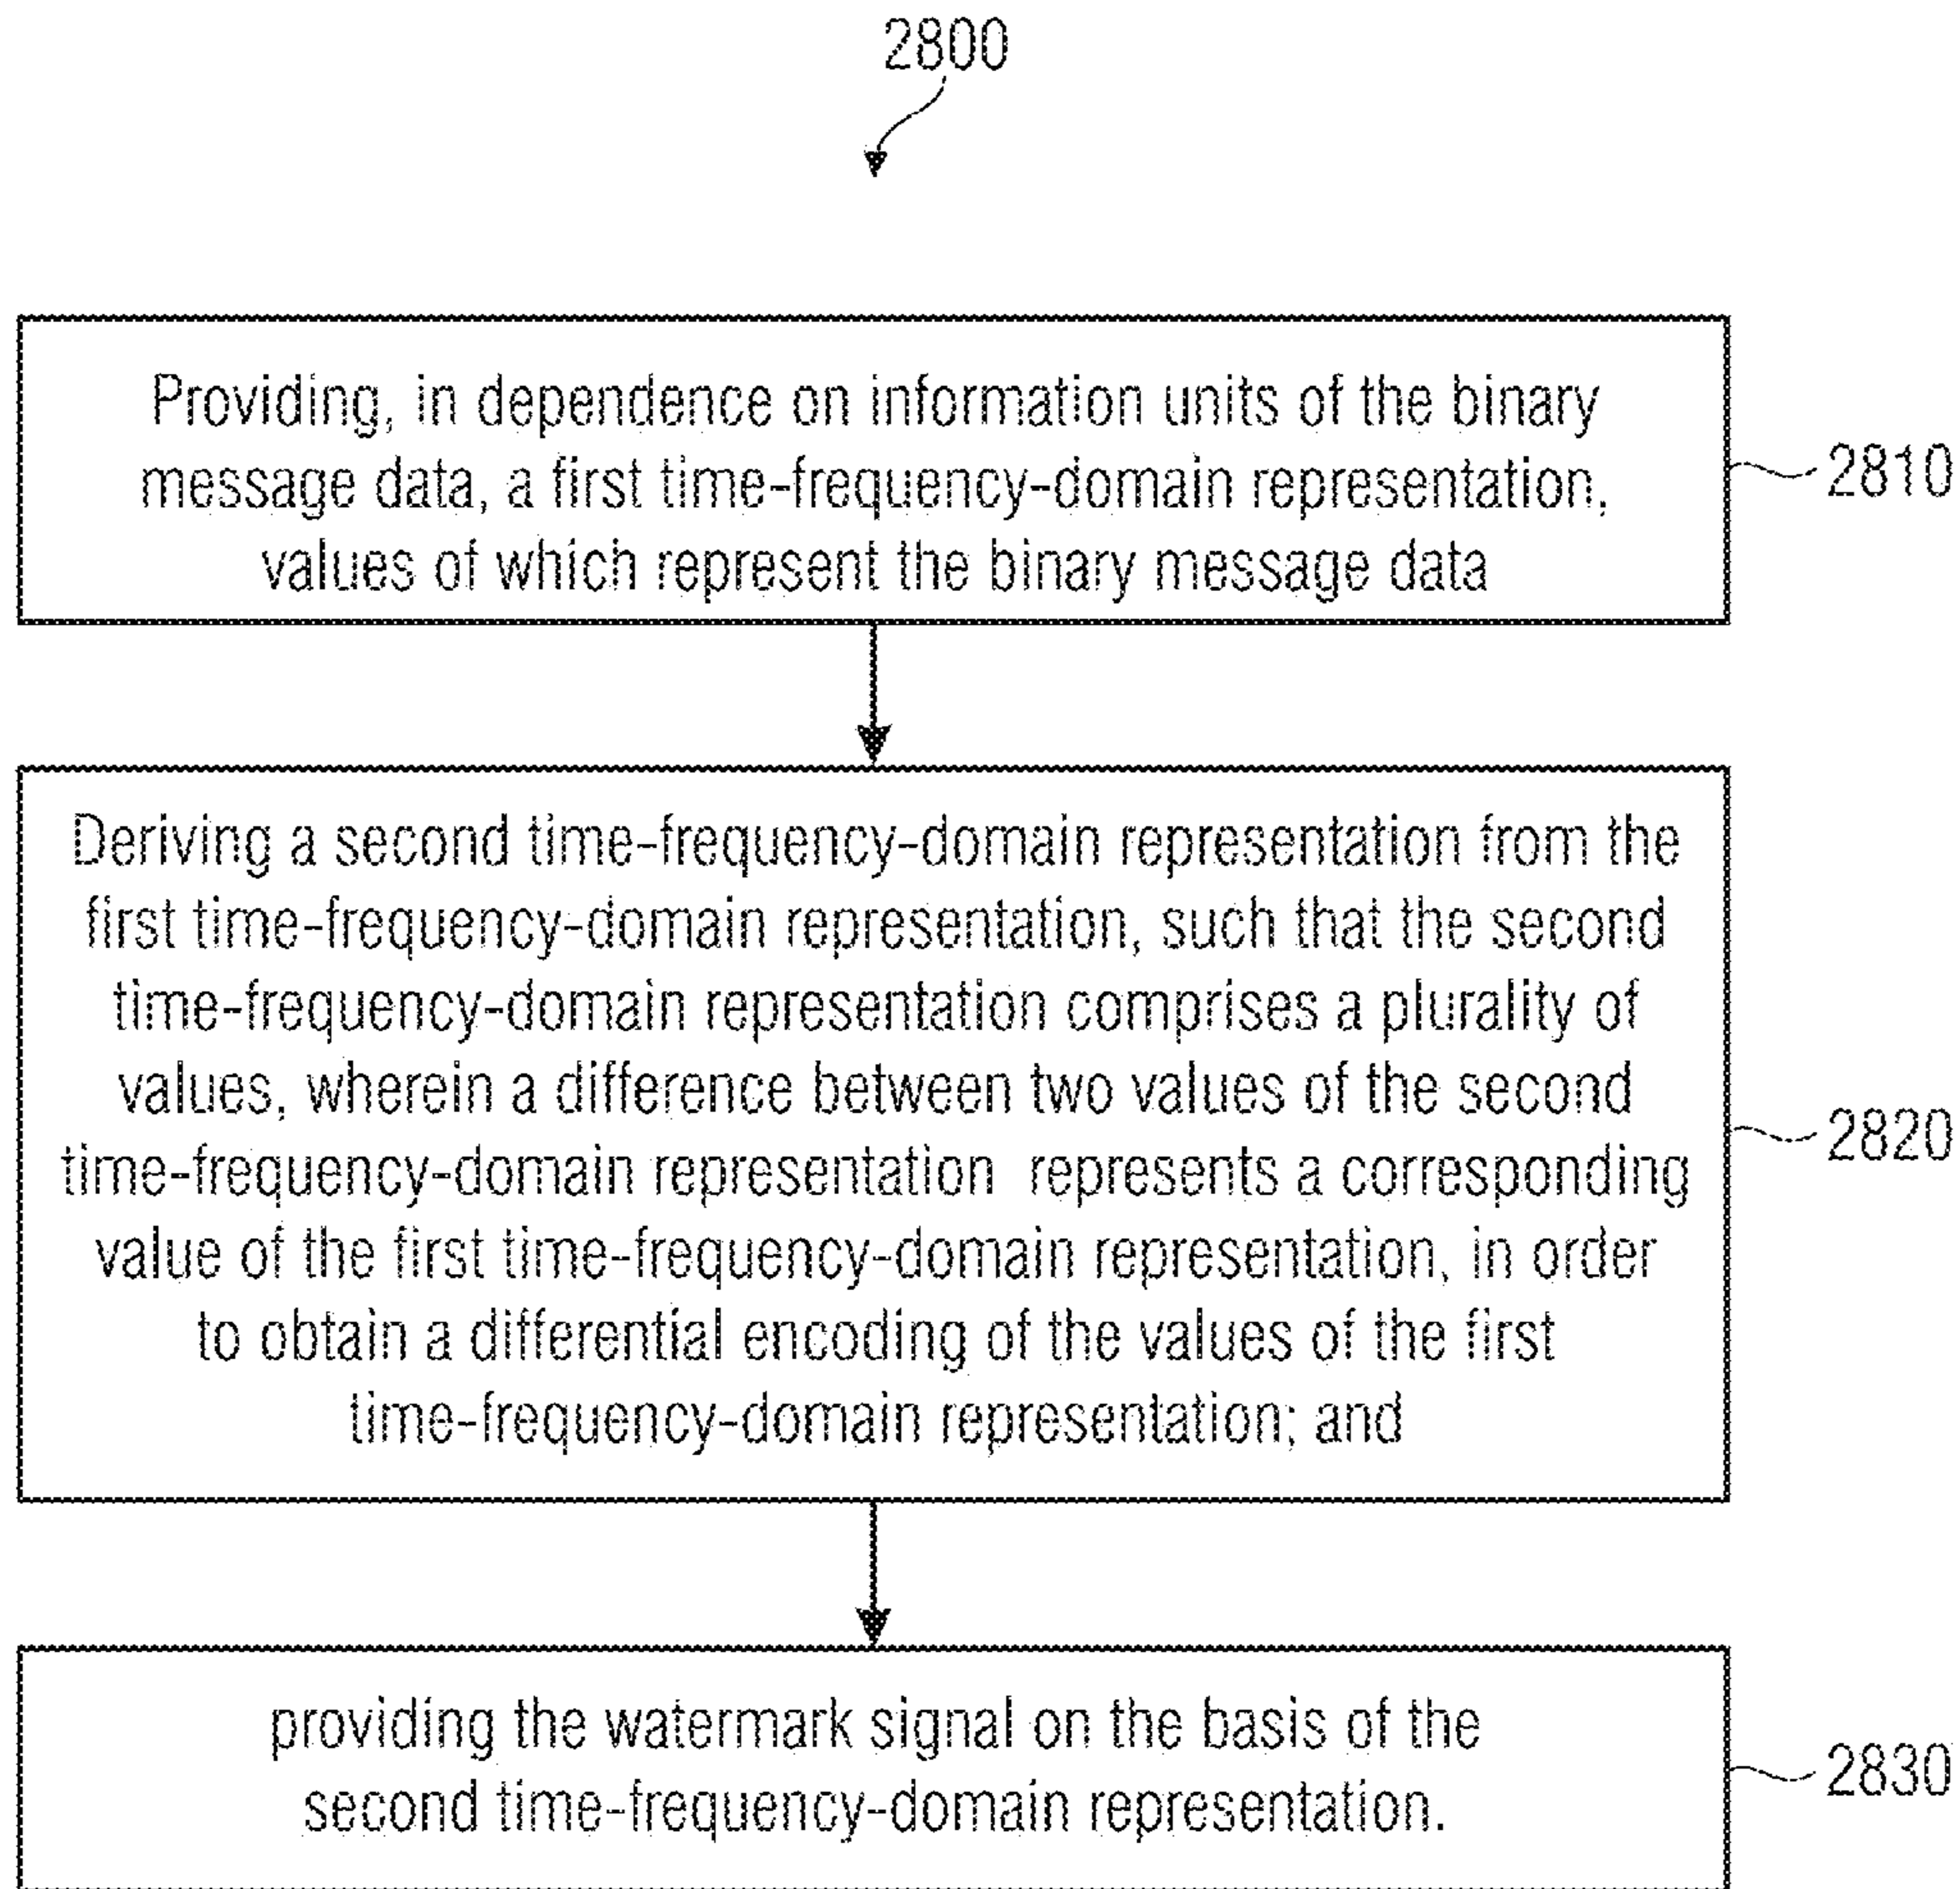 2800
Providing, in dependence on information units of the binary
message data, a first time-frequency-domain representation,
values of which represent the binary message data
2810
Deriving a second time-frequency-domain representation from the
first time-frequency-domain representation, such that the second
time-frequency-domain representation comprises a plurality of
values, wherein a difference between two values of the second
time-frequency-domain representation represents a corresponding
value of the first time-frequency-domain representation, in order
to obtain a differential encoding of the values of the first
time-frequency-domain representation; and
2820
providing the watermark signal on the basis of the
second time-frequency-domain representation.
2830